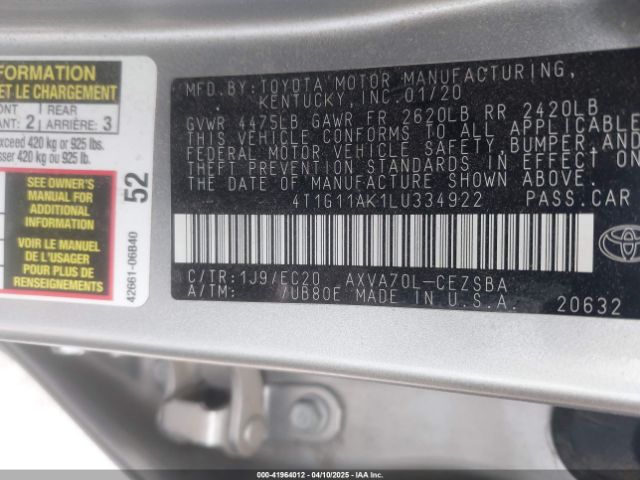 FORMATION
ET LE CHARGEMENT
ONT 2 REAR 3
ANT: ARRIÈRE:
exceed 420 kg or 925 lbs.
sser 420 kg ou 925 lb.
SEE OWNER'S
MANUAL FOR
ADDITIONAL
INFORMATION
VOIR LE MANUEL
DE L'USAGER
POUR PLUS DE
RENSEIGNEMENTS
52
42661-06B40
MFD.BY:TOYOTA MOTOR MANUFACTURING,
KENTUCKY,INC.01/20
GVWR 4475LB GAWR FR 2620LB RR 2420LB
THIS VEHICLE CONFORMS TO ALL APPLICABLE
FEDERAL MOTOR VEHICLE SAFETY,BUMPER,AND
THEFT PREVENTION STANDARDS IN EFFECT ON
THE DATE OF MANUFACTURE SHOWN ABOVE.
4T1G11AK1LU334922 PASS.CAR
C/TR:1J9/EC20 AXVA70L-CEZSBA
A/TM: /UB80E MADE IN U.S.A. 20632
000-41964012 - 04/10/2025 - IAAI.CA